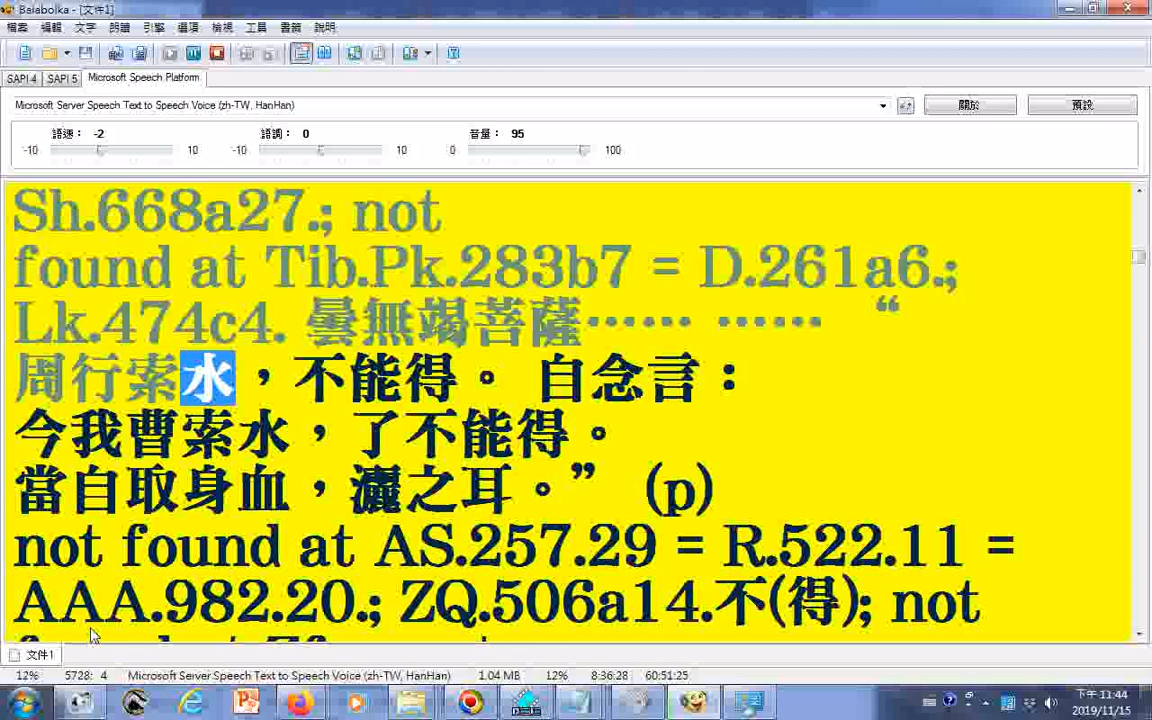 Balabolka - [文件1]
檔案 編輯 文字 朗讀 引擎 選項 檢視 工具 書籤 說明
SAPI 4 SAPI 5 Microsoft Speech Platform
Microsoft Server Speech Text to Speech Voice (zh-TW, HanHan) 關於 預設
語速: -2 語調: 0 音量: 95
-10 10 -10 10 0 100
Sh.668a27.; not
found at Tib.Pk.283b7 = D.261a6.;
Lk.474c4. 曇無竭菩薩…… …… “
周行索水，不能得。 自念言：
今我曹索水，了不能得。
當自取身血，灑之耳。” (p)
not found at AS.257.29 = R.522.11 =
AAA.982.20.; ZQ.506a14.不(得); not
文件1
12% 5728: 4 Microsoft Server Speech Text to Speech Voice (zh-TW, HanHan) 1.04 MB 12% 8:36:28 60:51:25
下午 11:44
2019/11/15